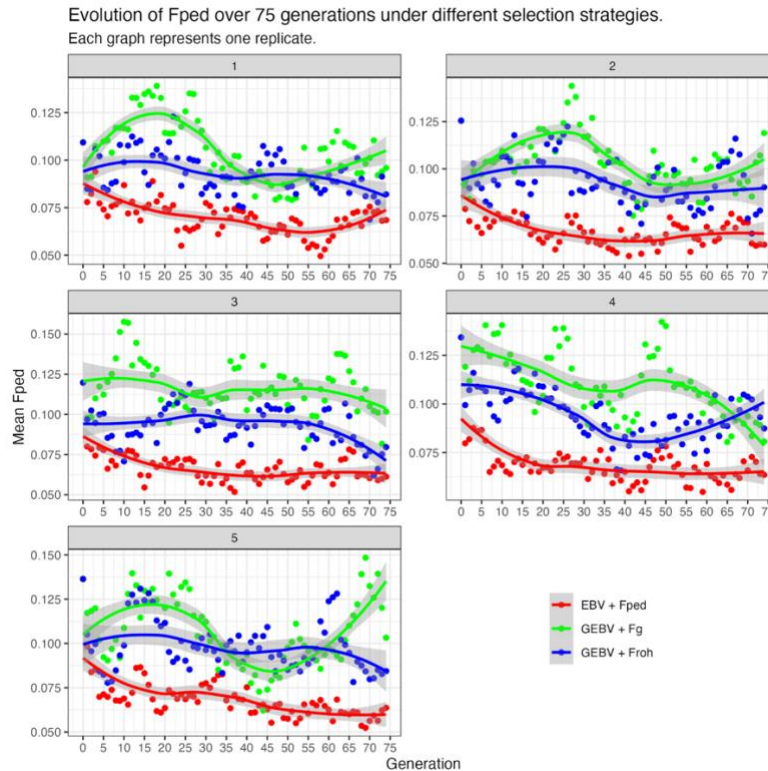 Evolution of Fped over 75 generations under different selection strategies.
Each graph represents one replicate.
1
2
0.125
0.100
0.075
0.050
0 5 10 15 20 25 30 35 40 45 50 55 60 65 70 75
0.125
0.100
0.075
0.050
0 5 10 15 20 25 30 35 40 45 50 55 60 65 70 75
3
4
Mean Fped
0.150
0.125
0.100
0.075
0.050
0 5 10 15 20 25 30 35 40 45 50 55 60 65 70 75
0.125
0.100
0.075
0 5 10 15 20 25 30 35 40 45 50 55 60 65 70 75
5
0.150
0.125
0.100
0.075
0.050
0 5 10 15 20 25 30 35 40 45 50 55 60 65 70 75
EBV + Fped
GEBV + Fg
GEBV + Froh
Generation